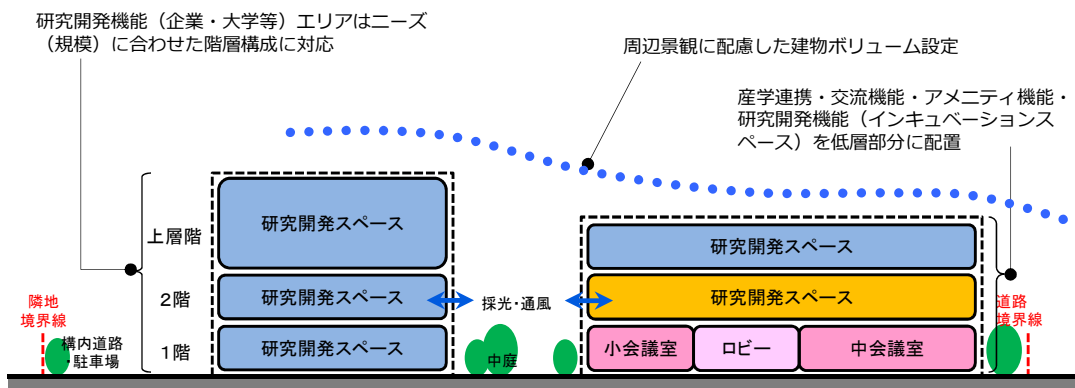 研究開発機能（企業・大学等）エリアはニーズ
（規模）に合わせた階層構成に対応
周辺景観に配慮した建物ボリューム設定
産学連携・交流機能・アメニティ機能・
研究開発機能（インキュベーションス
ペース）を低層部分に配置
上層階
研究開発スペース
研究開発スペース
2階
研究開発スペース
採光・通風
研究開発スペース
隣地
境界線
道路
境界線
構内道路
・駐車場
1階
研究開発スペース
中庭
小会議室
ロビー
中会議室